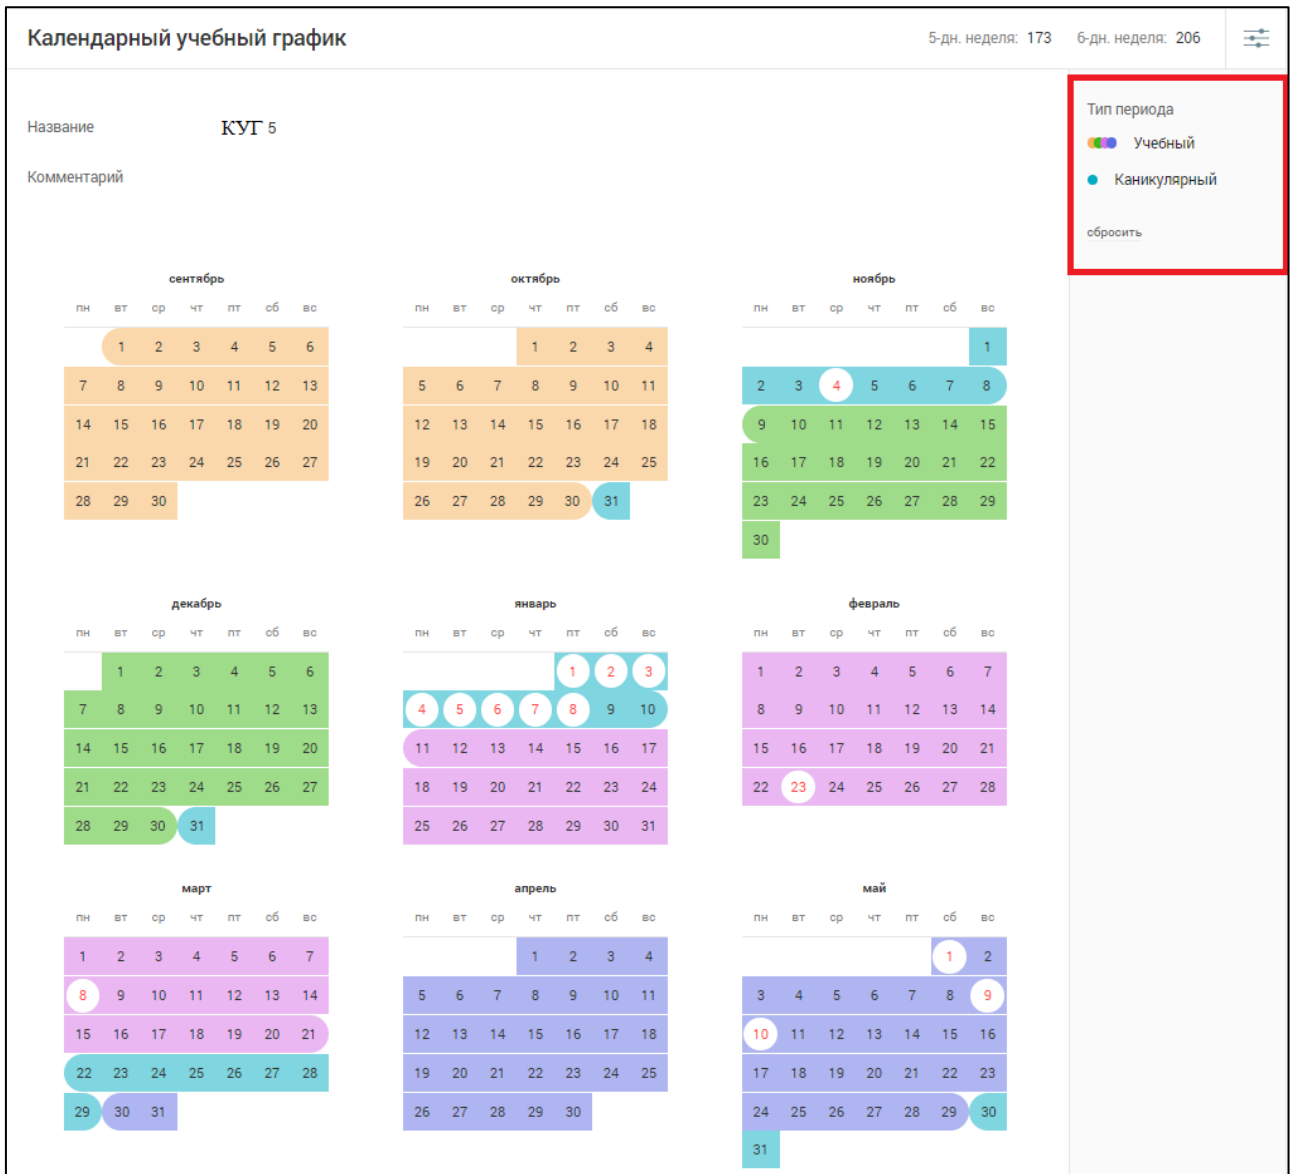 Календарный учебный график 5-дн. неделя: 173 6-дн. неделя: 206
Тип периода
Учебный
Каникулярный
сбросить
Название КУГ 5
Комментарий
сентябрь
пн вт ср чт пт сб вс
1 2 3 4 5 6
7 8 9 10 11 12 13
14 15 16 17 18 19 20
21 22 23 24 25 26 27
28 29 30
октябрь
пн вт ср чт пт сб вс
1 2 3 4
5 6 7 8 9 10 11
12 13 14 15 16 17 18
19 20 21 22 23 24 25
26 27 28 29 30 31
ноябрь
пн вт ср чт пт сб вс
1
2 3 4 5 6 7 8
9 10 11 12 13 14 15
16 17 18 19 20 21 22
23 24 25 26 27 28 29
30
декабрь
пн вт ср чт пт сб вс
1 2 3 4 5 6
7 8 9 10 11 12 13
14 15 16 17 18 19 20
21 22 23 24 25 26 27
28 29 30 31
январь
пн вт ср чт пт сб вс
1 2 3
4 5 6 7 8 9 10
11 12 13 14 15 16 17
18 19 20 21 22 23 24
25 26 27 28 29 30 31
февраль
пн вт ср чт пт сб вс
1 2 3 4 5 6 7
8 9 10 11 12 13 14
15 16 17 18 19 20 21
22 23 24 25 26 27 28
март
пн вт ср чт пт сб вс
1 2 3 4 5 6 7
8 9 10 11 12 13 14
15 16 17 18 19 20 21
22 23 24 25 26 27 28
29 30 31
апрель
пн вт ср чт пт сб вс
1 2 3 4
5 6 7 8 9 10 11
12 13 14 15 16 17 18
19 20 21 22 23 24 25
26 27 28 29 30
май
пн вт ср чт пт сб вс
1 2
3 4 5 6 7 8 9
10 11 12 13 14 15 16
17 18 19 20 21 22 23
24 25 26 27 28 29 30
31